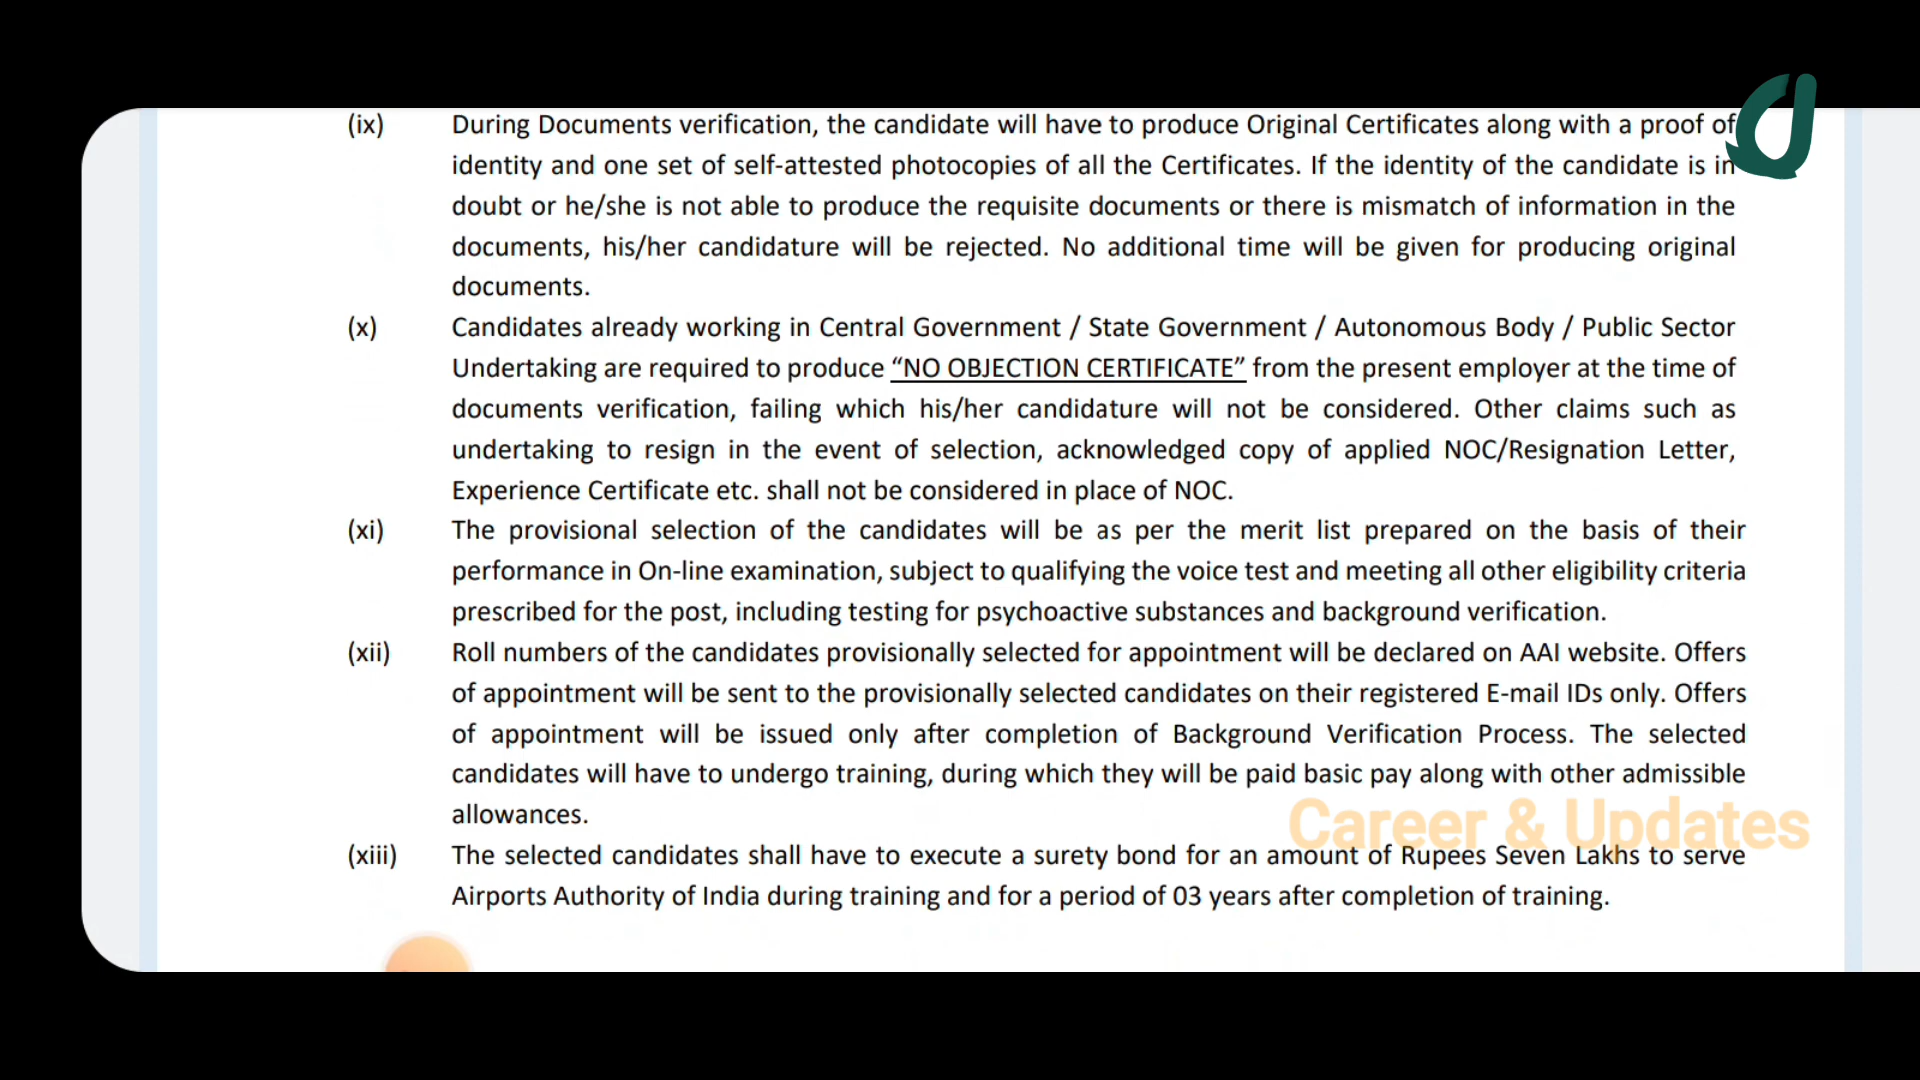 (ix) During Documents verification, the candidate will have to produce Original Certificates along with a proof of
identity and one set of self-attested photocopies of all the Certificates. If the identity of the candidate is in
doubt or he/she is not able to produce the requisite documents or there is mismatch of information in the
documents, his/her candidature will be rejected. No additional time will be given for producing original
documents.
(x) Candidates already working in Central Government / State Government / Autonomous Body / Public Sector
Undertaking are required to produce “NO OBJECTION CERTIFICATE” from the present employer at the time of
documents verification, failing which his/her candidature will not be considered. Other claims such as
undertaking to resign in the event of selection, acknowledged copy of applied NOC/Resignation Letter,
Experience Certificate etc. shall not be considered in place of NOC.
(xi) The provisional selection of the candidates will be as per the merit list prepared on the basis of their
performance in On-line examination, subject to qualifying the voice test and meeting all other eligibility criteria
prescribed for the post, including testing for psychoactive substances and background verification.
(xii) Roll numbers of the candidates provisionally selected for appointment will be declared on AAI website. Offers
of appointment will be sent to the provisionally selected candidates on their registered E-mail IDs only. Offers
of appointment will be issued only after completion of Background Verification Process. The selected
candidates will have to undergo training, during which they will be paid basic pay along with other admissible
allowances.
Career & Updates
(xiii) The selected candidates shall have to execute a surety bond for an amount of Rupees Seven Lakhs to serve
Airports Authority of India during training and for a period of 03 years after completion of training.